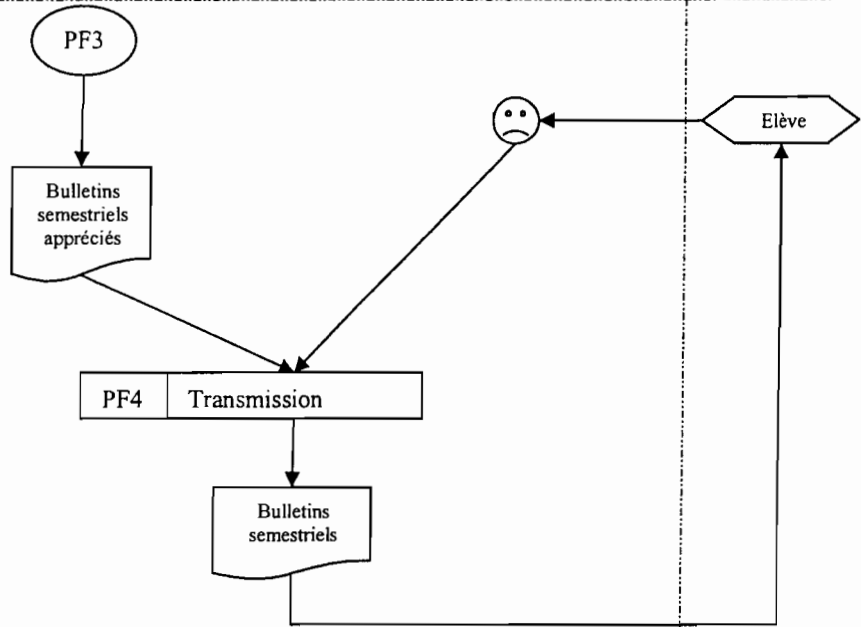 PF3
Elève
Bulletins
semestriels
appréciés
PF4
Transmission
Bulletins
semestriels